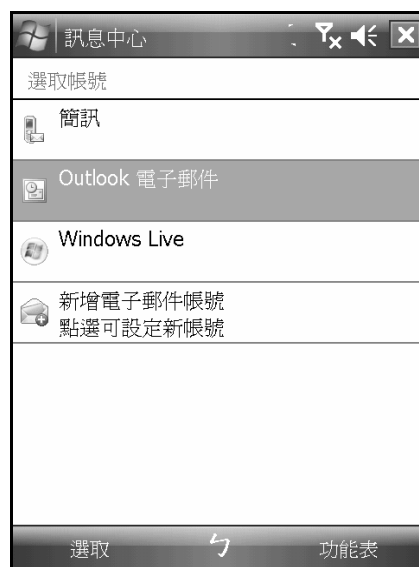 訊息中心
選取帳號
簡訊
Outlook 電子郵件
Windows Live
新增電子郵件帳號
點選可設定新帳號
選取 ㄅ 功能表